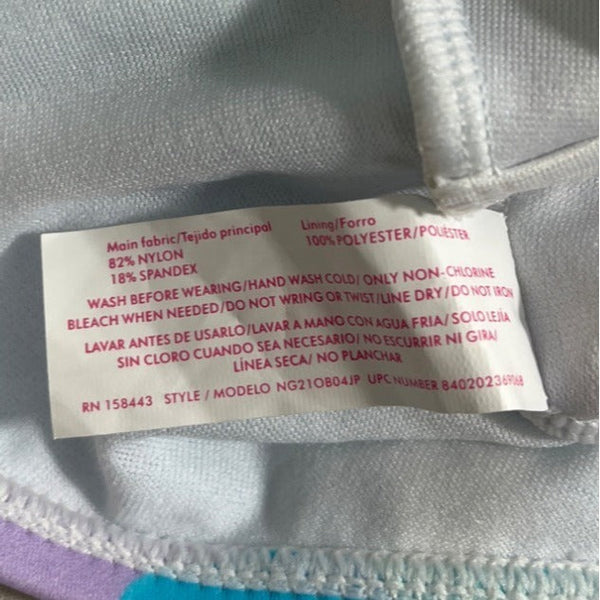 Main fabric/Tejido principal
82% NYLON
18% SPANDEX
Lining/Forro
100% POLYESTER/POLIÉSTER
WASH BEFORE WEARING/HAND WASH COLD/ ONLY NON-CHLORINE
BLEACH WHEN NEEDED/DO NOT WRING OR TWIST/LINE DRY/DO NOT IRON
LAVAR ANTES DE USARLO/LAVAR A MANO CON AGUA FRIA/ SOLO LEJÍA
SIN CLORO CUANDO SEA NECESARIO/ NO ESCURRIR NI GIRA/
LÍNEA SECA/ NO PLANCHAR
RN 158443 STYLE / MODELO NG21OB04JP UPC NUMBER 840202369068